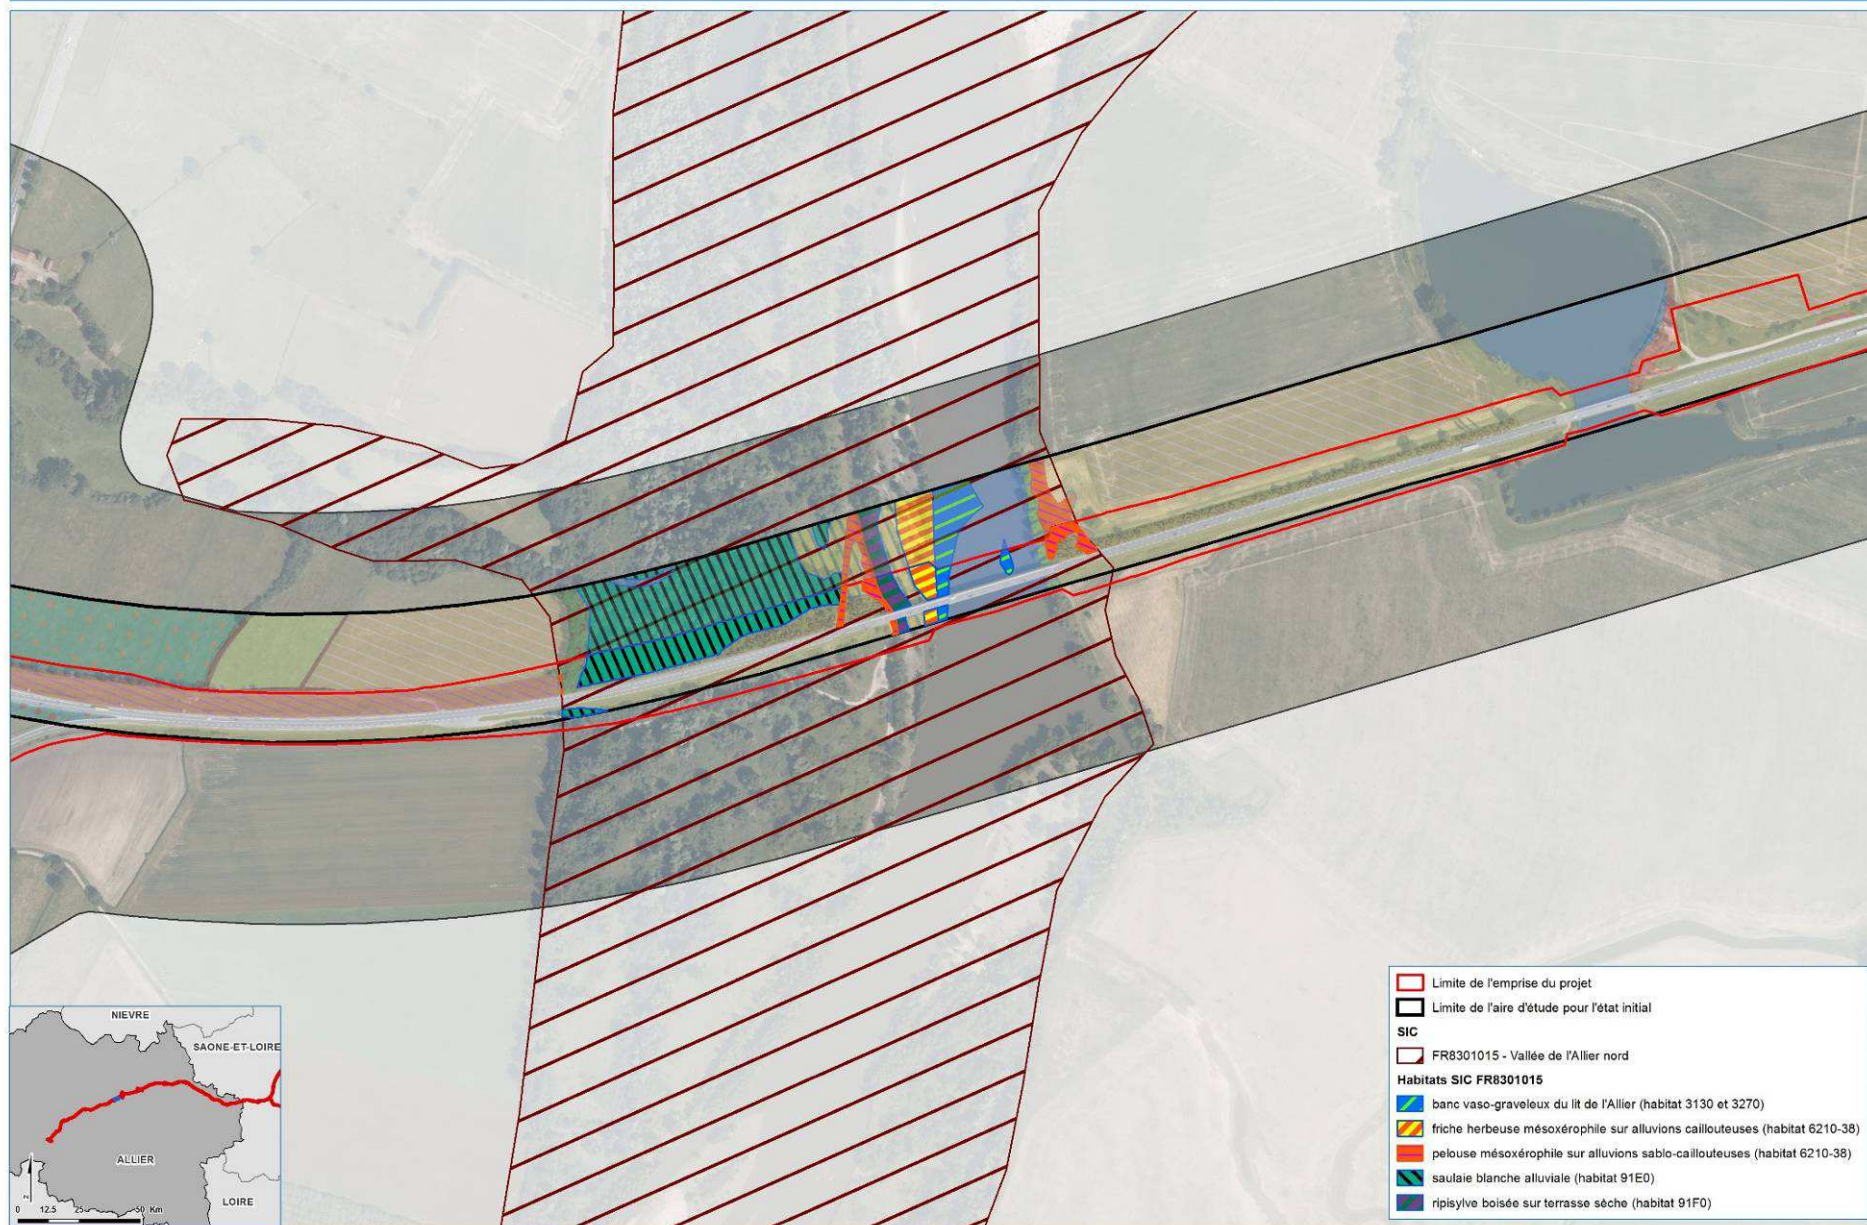 NIEVRE
SAONE-ET-LOIRE
ALLIER
LOIRE
0 12.5 25 50 Km
Limite de l'emprise du projet
Limite de l'aire d'étude pour l'état initial
SIC
FR8301015 - Vallée de l'Allier nord
Habitats SIC FR8301015
banc vaso-graveleux du lit de l'Allier (habitat 3130 et 3270)
friche herbeuse mésoxérophile sur alluvions caillouteuses (habitat 6210-38)
pelouse mésoxérophile sur alluvions sablo-caillouteuses (habitat 6210-38)
saulaie blanche alluviale (habitat 91E0)
ripisylve boisée sur terrasse sèche (habitat 91F0)